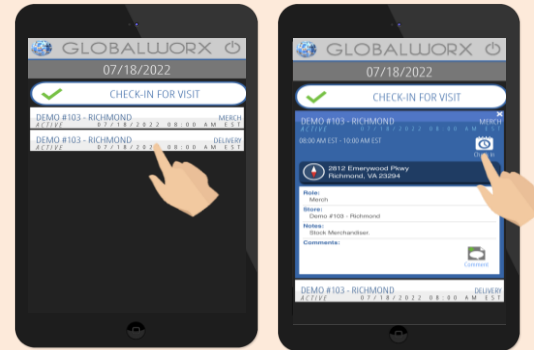 GLOBALWORX
07/18/2022
CHECK-IN FOR VISIT
DEMO #103 - RICHMOND MERCH
ACTIVE 07/18/2022 08:00 AM EST
DEMO #103 - RICHMOND DELIVERY
ACTIVE 07/18/2022 08:00 AM EST
GLOBALWORX
07/18/2022
CHECK-IN FOR VISIT
DEMO #103 - RICHMOND MERCH
ACTIVE 07/18/2022 08:00 AM EST
08:00 AM EST - 10:00 AM EST
2812 Emerywood Pkwy
Richmond, VA 23294
Role:
Merch
Store:
Demo #103 - Richmond
Notes:
Stock Merchandiser.
Comments:
Comment
DEMO #103 - RICHMOND DELIVERY
ACTIVE 07/18/2022 08:00 AM EST